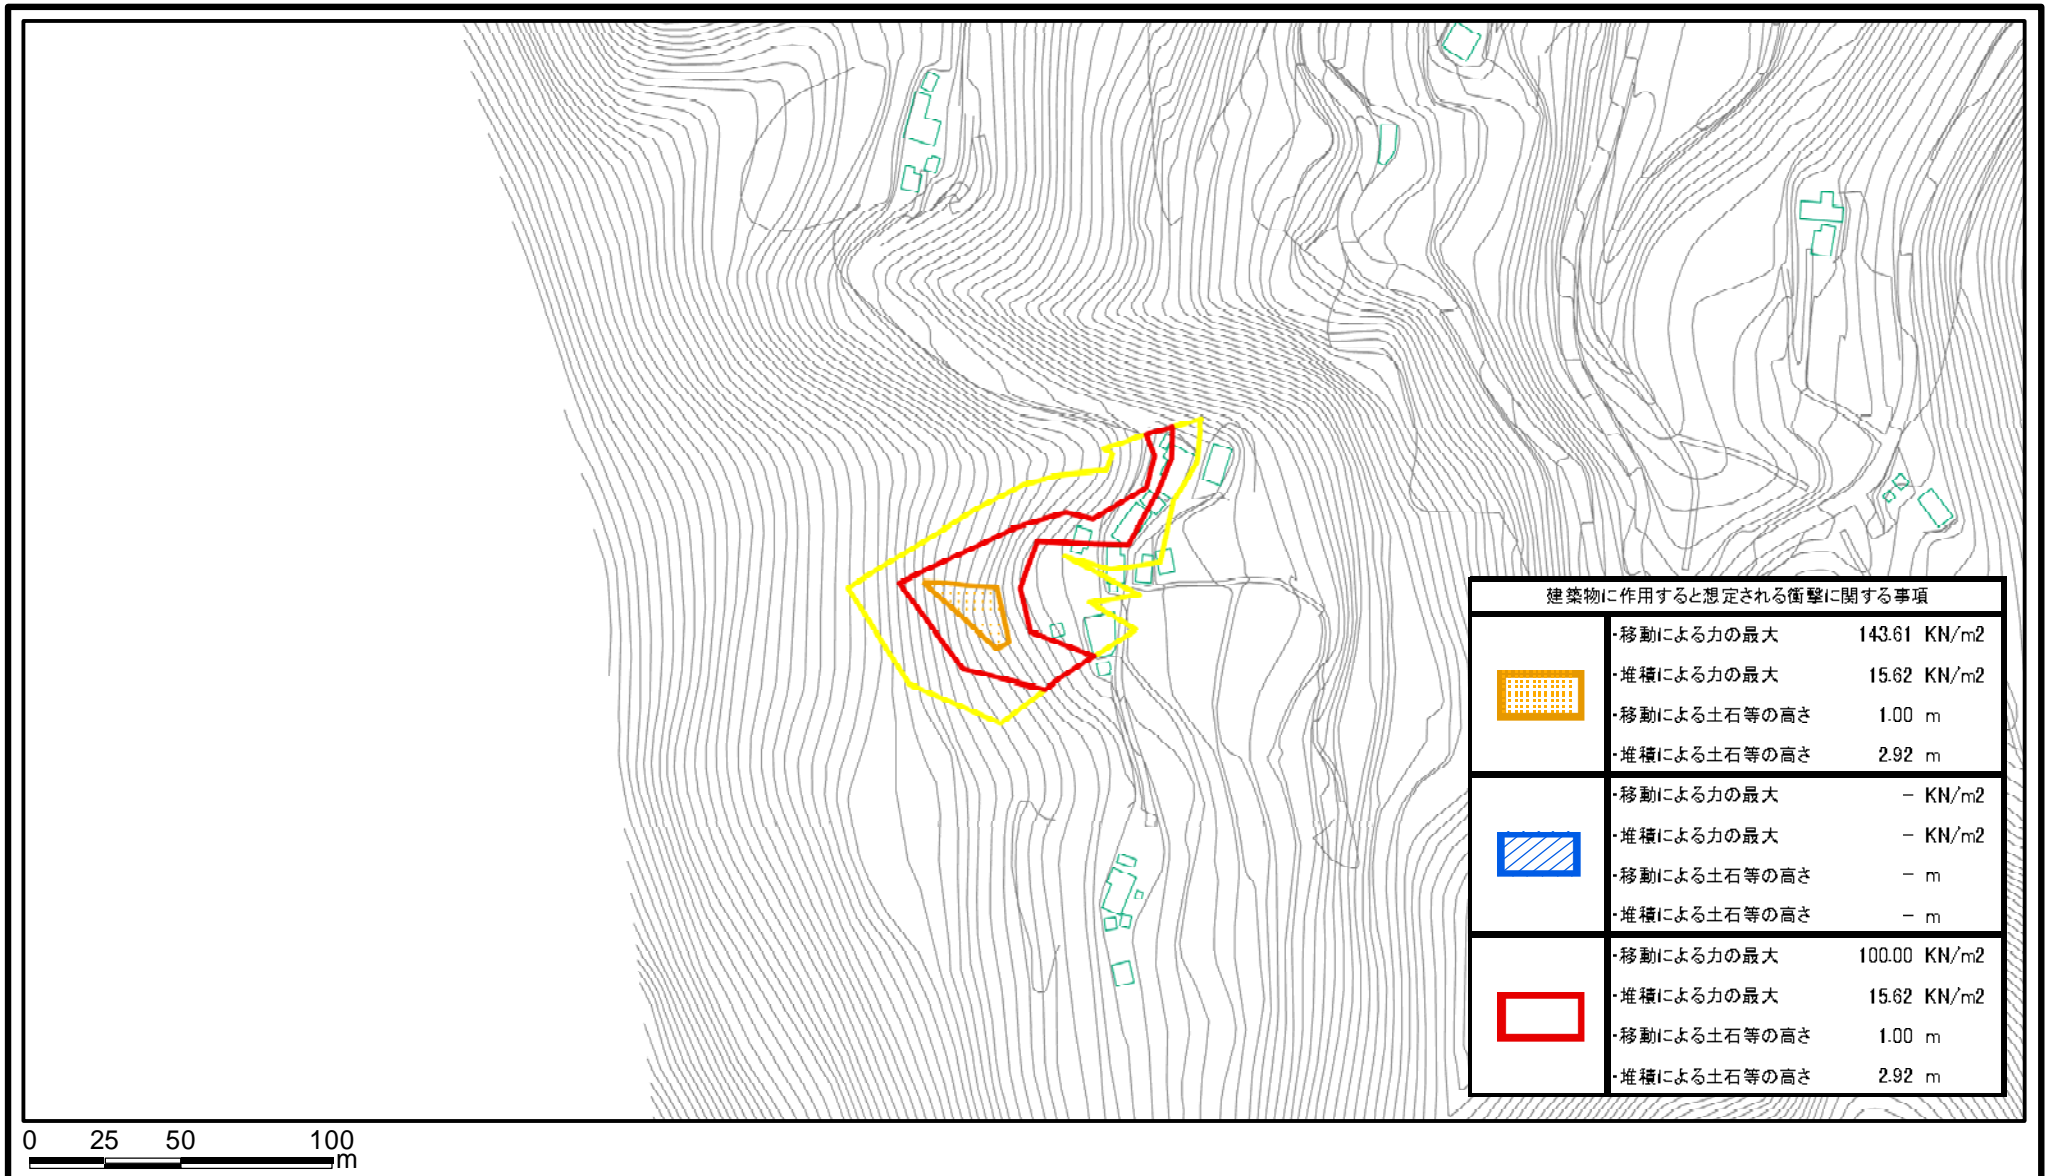 建築物に作用すると想定される衝撃に関する事項
・移動による力の最大 143.61 KN/m2
・堆積による力の最大 15.62 KN/m2
・移動による土石等の高さ 1.00 m
・堆積による土石等の高さ 2.92 m
・移動による力の最大 － KN/m2
・堆積による力の最大 － KN/m2
・移動による土石等の高さ － m
・堆積による土石等の高さ － m
・移動による力の最大 100.00 KN/m2
・堆積による力の最大 15.62 KN/m2
・移動による土石等の高さ 1.00 m
・堆積による土石等の高さ 2.92 m
0 25 50 100
m